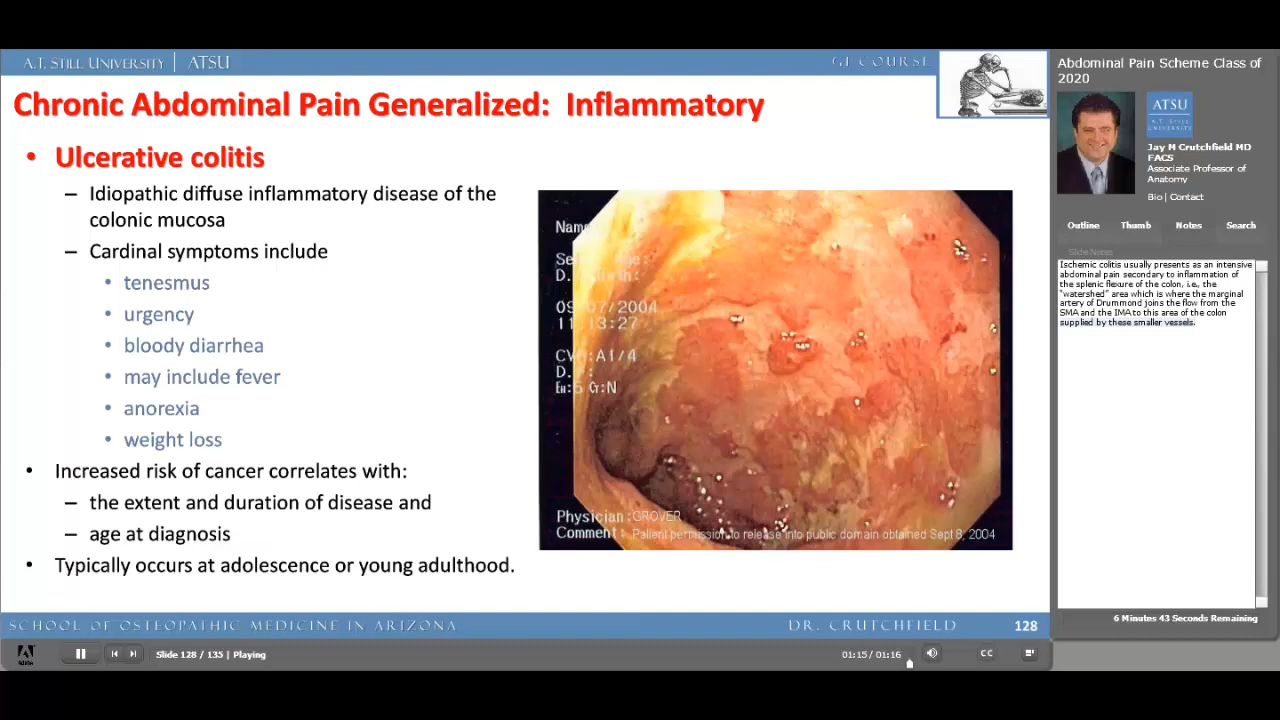 A.T. STILL UNIVERSITY | ATSU
GI COURSE
Chronic Abdominal Pain Generalized: Inflammatory
• Ulcerative colitis
– Idiopathic diffuse inflammatory disease of the
colonic mucosa
– Cardinal symptoms include
• tenesmus
• urgency
• bloody diarrhea
• may include fever
• anorexia
• weight loss
• Increased risk of cancer correlates with:
– the extent and duration of disease and
– age at diagnosis
• Typically occurs at adolescence or young adulthood.
Name
D.
09/07/2004
11:13:27
CVP:A1/4
D.
Eh:5 Cr:N
Physician:GROVER
Comment: Patient permission to release into public domain obtained Sept 8, 2004
SCHOOL OF OSTEOPATHIC MEDICINE IN ARIZONA
DR. CRUTCHFIELD
128
Slide 128 / 135 | Playing
01:15 / 01:16
CC
Abdominal Pain Scheme Class of
2020
ATSU
A.T. STILL
UNIVERSITY
Jay M Crutchfield MD
FACS
Associate Professor of
Anatomy
Bio | Contact
Outline Thumb Notes Search
Slide Notes
Ischemic colitis usually presents as an intensive
abdominal pain secondary to inflammation of
the splenic flexure of the colon, i.e., the
"watershed" area which is where the marginal
artery of Drummond joins the flow from the
SMA and the IMA to this area of the colon
supplied by these smaller vessels.
6 Minutes 43 Seconds Remaining